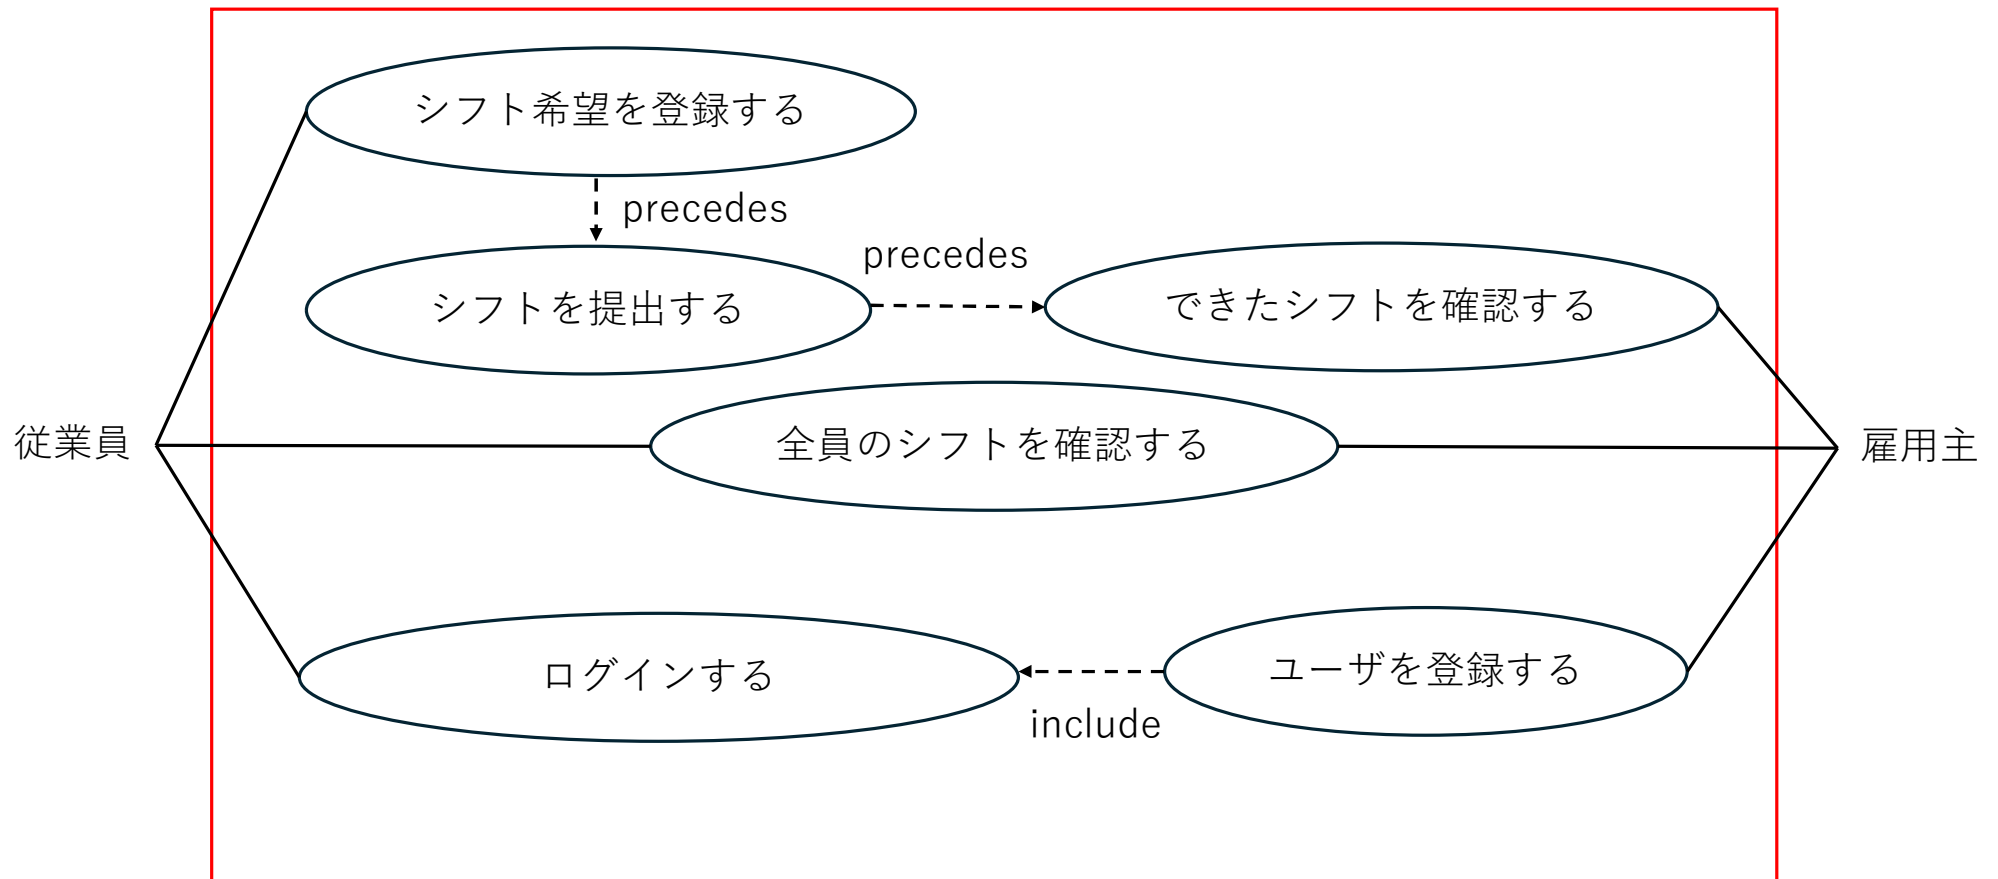 シフト希望を登録する
precedes
precedes
シフトを提出する
できたシフトを確認する
従業員
全員のシフトを確認する
雇用主
ログインする
ユーザを登録する
include